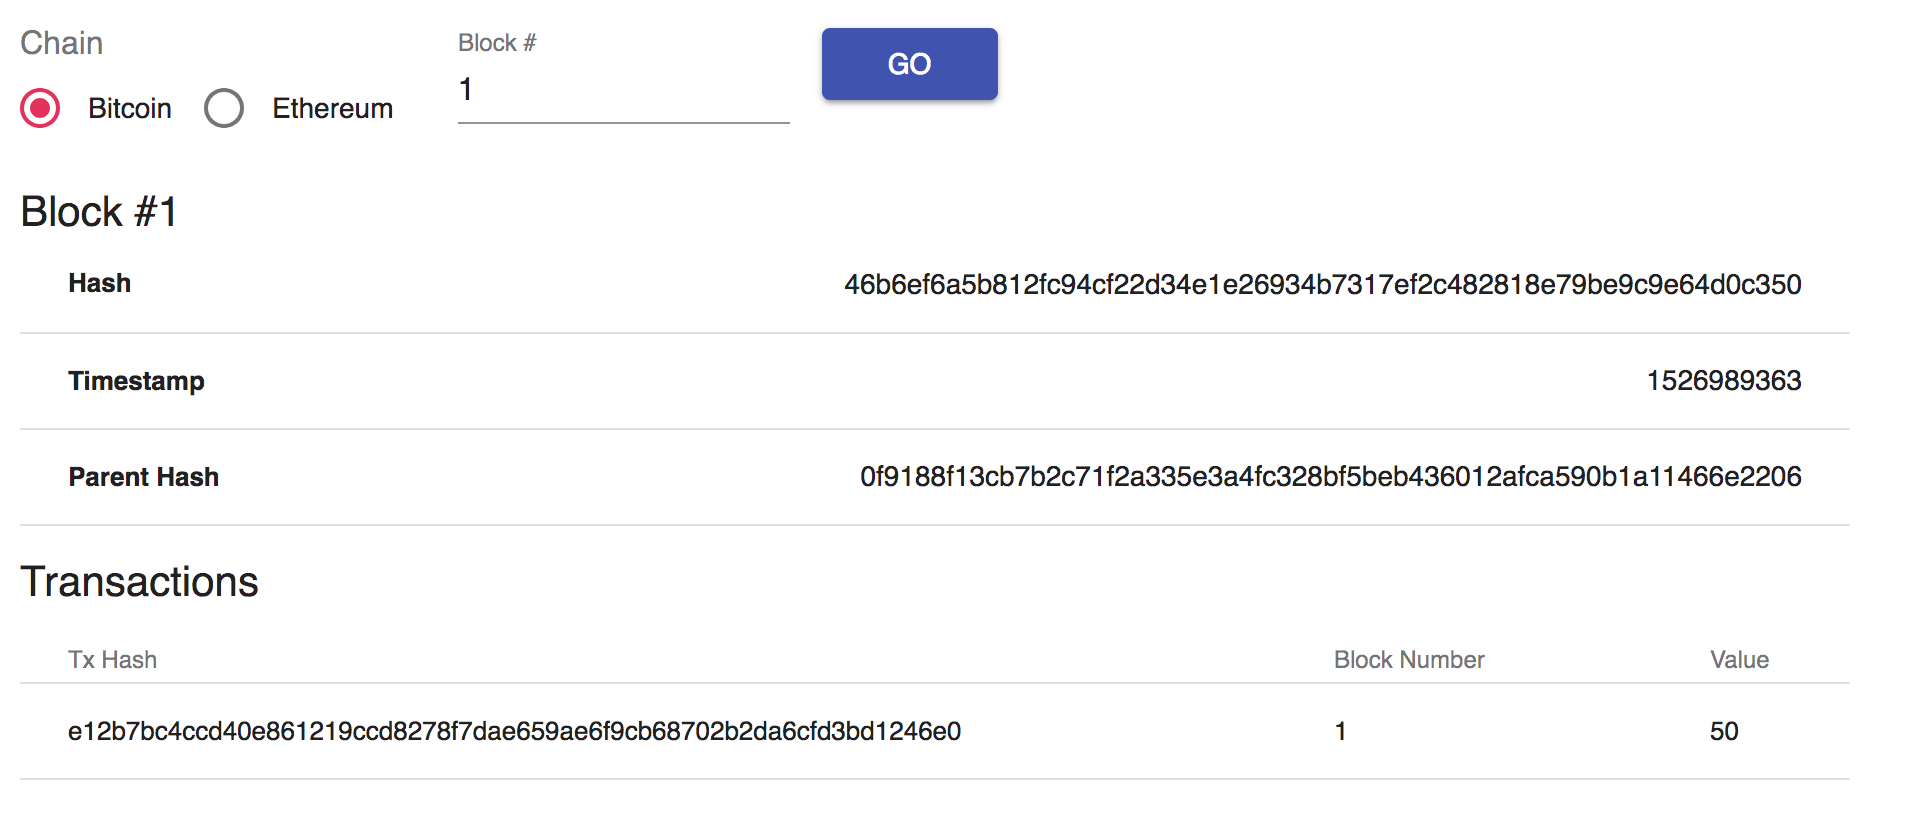 Chain
Block #
1
GO
Bitcoin
Ethereum
Block #1
Hash 46b6ef6a5b812fc94cf22d34e1e26934b7317ef2c482818e79be9c9e64d0c350
Timestamp 1526989363
Parent Hash 0f9188f13cb7b2c71f2a335e3a4fc328bf5beb436012afca590b1a11466e2206
Transactions
Tx Hash Block Number Value
e12b7bc4ccd40e861219ccd8278f7dae659ae6f9cb68702b2da6cfd3bd1246e0 1 50